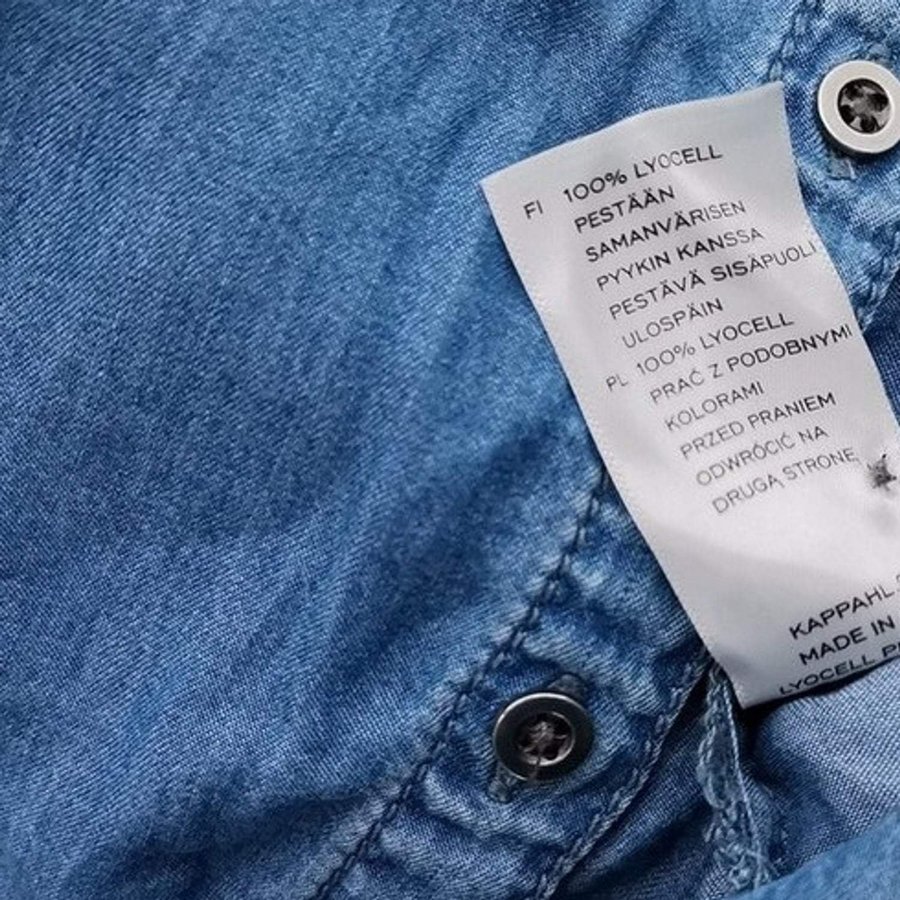 FI 100% LYOCELL
PESTÄÄN
SAMANVÄRISEN
PYYKIN KANSSA
PESTÄVÄ SISÄPUOLI
ULOSPÄIN
PL 100% LYOCELL
PRAĆ Z PODOBNYMI
KOLORAMI
PRZED PRANIEM
ODWRÓCIĆ NA
DRUGĄ STRONĘ
KAPPAHL
MADE IN
LYOCELL